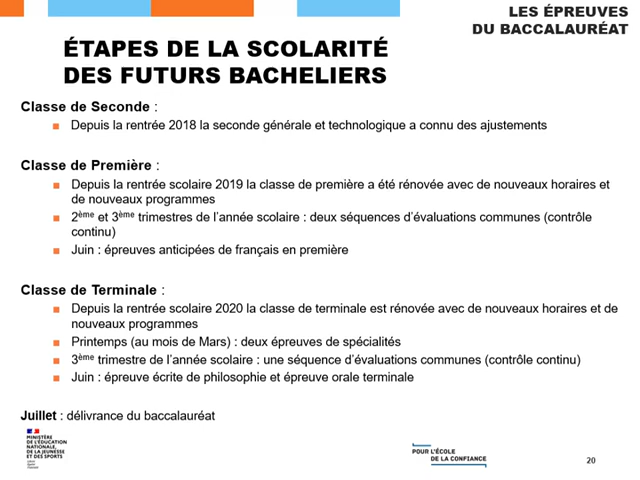 LES ÉPREUVES
DU BACCALAURÉAT
ÉTAPES DE LA SCOLARITÉ
DES FUTURS BACHELIERS
Classe de Seconde :
■ Depuis la rentrée 2018 la seconde générale et technologique a connu des ajustements
Classe de Première :
■ Depuis la rentrée scolaire 2019 la classe de première a été rénovée avec de nouveaux horaires et
de nouveaux programmes
■ 2ème et 3ème trimestres de l'année scolaire : deux séquences d'évaluations communes (contrôle
continu)
■ Juin : épreuves anticipées de français en première
Classe de Terminale :
■ Depuis la rentrée scolaire 2020 la classe de terminale est rénovée avec de nouveaux horaires et de
nouveaux programmes
■ Printemps (au mois de Mars) : deux épreuves de spécialités
■ 3ème trimestre de l'année scolaire : une séquence d'évaluations communes (contrôle continu)
■ Juin : épreuve écrite de philosophie et épreuve orale terminale
Juillet : délivrance du baccalauréat
MINISTÈRE
DE L'ÉDUCATION
NATIONALE,
DE LA JEUNESSE
ET DES SPORTS
POUR L'ÉCOLE
DE LA CONFIANCE
20